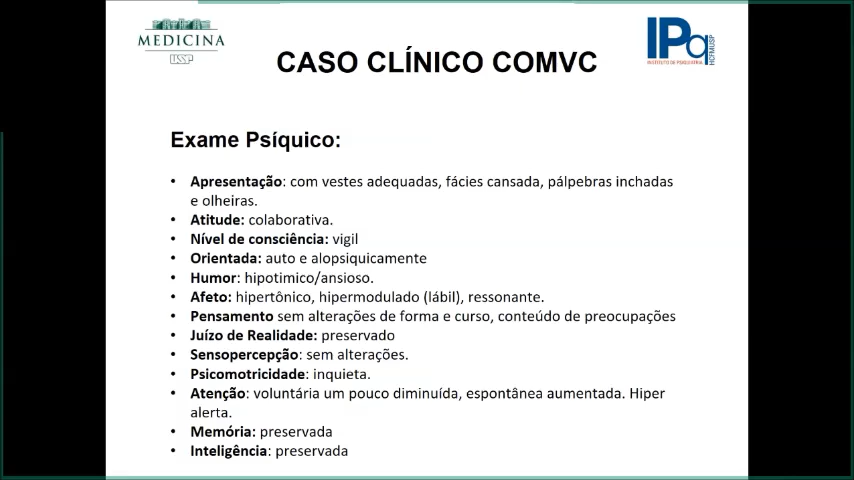 MEDICINA
USP
IPq
INSTITUTO DE PSIQUIATRIA
HCFMUSP
CASO CLÍNICO COMVC
Exame Psíquico:
• Apresentação: com vestes adequadas, fácies cansada, pálpebras inchadas
e olheiras.
• Atitude: colaborativa.
• Nível de consciência: vigil
• Orientada: auto e alopsiquicamente
• Humor: hipotimico/ansioso.
• Afeto: hipertônico, hipermodulado (lábil), ressonante.
• Pensamento sem alterações de forma e curso, conteúdo de preocupações
• Juízo de Realidade: preservado
• Sensopercepção: sem alterações.
• Psicomotricidade: inquieta.
• Atenção: voluntária um pouco diminuída, espontânea aumentada. Hiper
alerta.
• Memória: preservada
• Inteligência: preservada